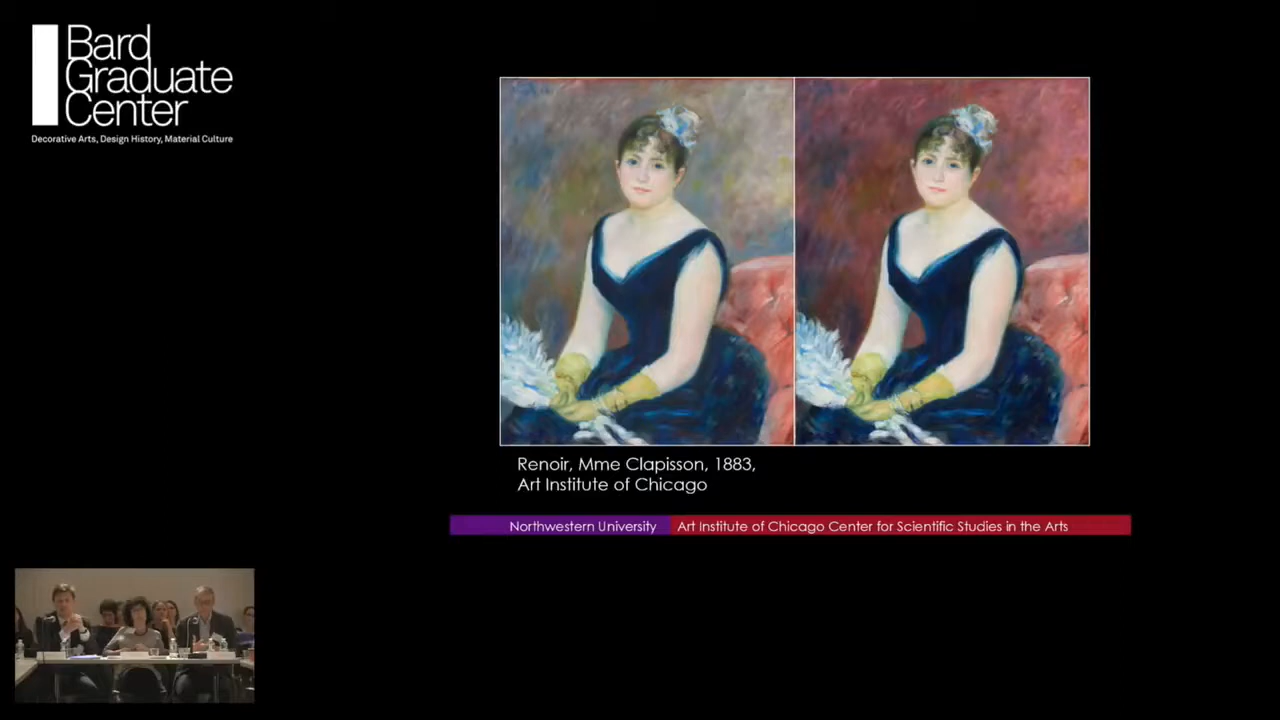 Bard
Graduate
Center
Decorative Arts, Design History, Material Culture
Renoir, Mme Clapisson, 1883,
Art Institute of Chicago
Northwestern University Art Institute of Chicago Center for Scientific Studies in the Arts